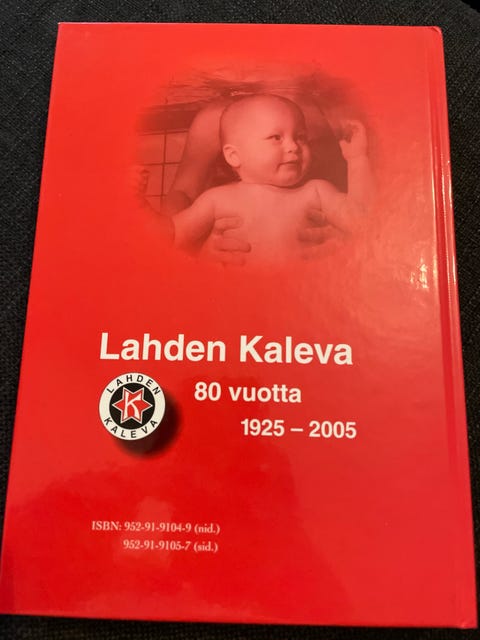 Lahden Kaleva
LAHDEN
K
KALEVA
80 vuotta
1925 – 2005
ISBN: 952-91-9104-9 (nid.)
952-91-9105-7 (sid.)